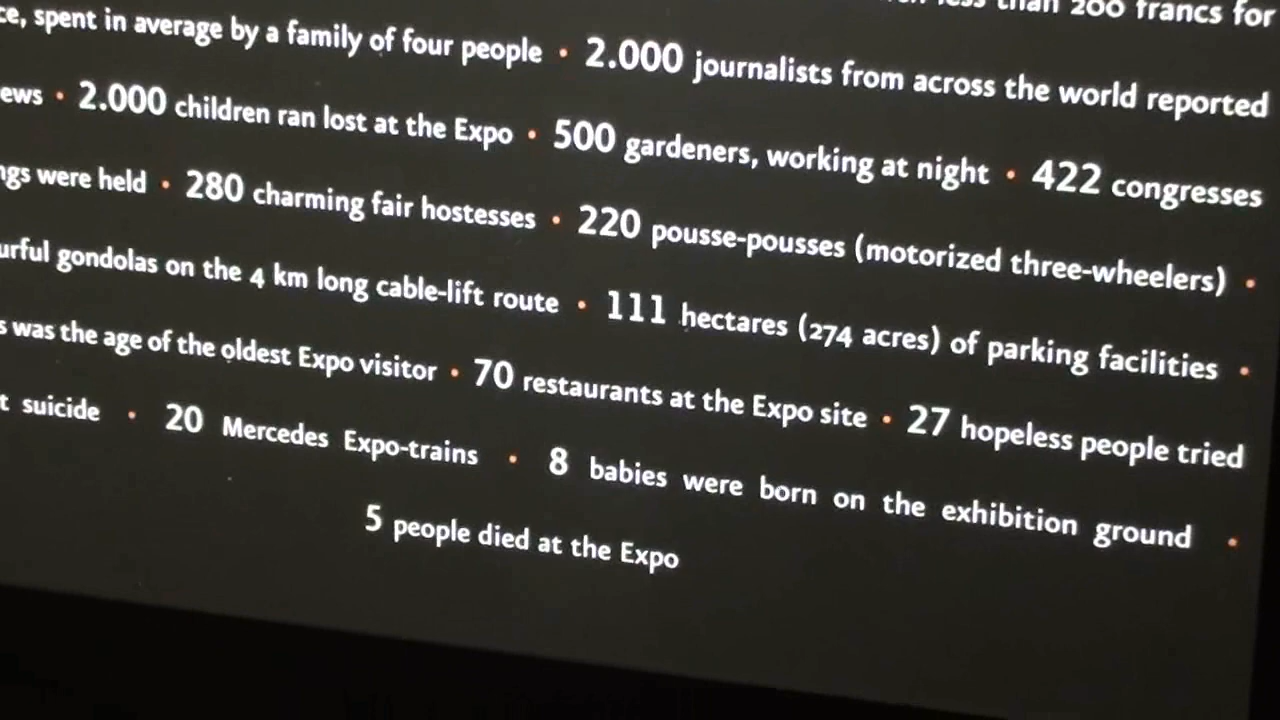 than 200 francs for
spent in average by a family of four people • 2.000 journalists from across the world reported
• 2.000 children ran lost at the Expo • 500 gardeners, working at night • 422 congresses
were held • 280 charming fair hostesses • 220 pousse-pousses (motorized three-wheelers) •
gondolas on the 4 km long cable-lift route • 111 hectares (274 acres) of parking facilities •
was the age of the oldest Expo visitor • 70 restaurants at the Expo site • 27 hopeless people tried
suicide • 20 Mercedes Expo-trains • 8 babies were born on the exhibition ground •
5 people died at the Expo